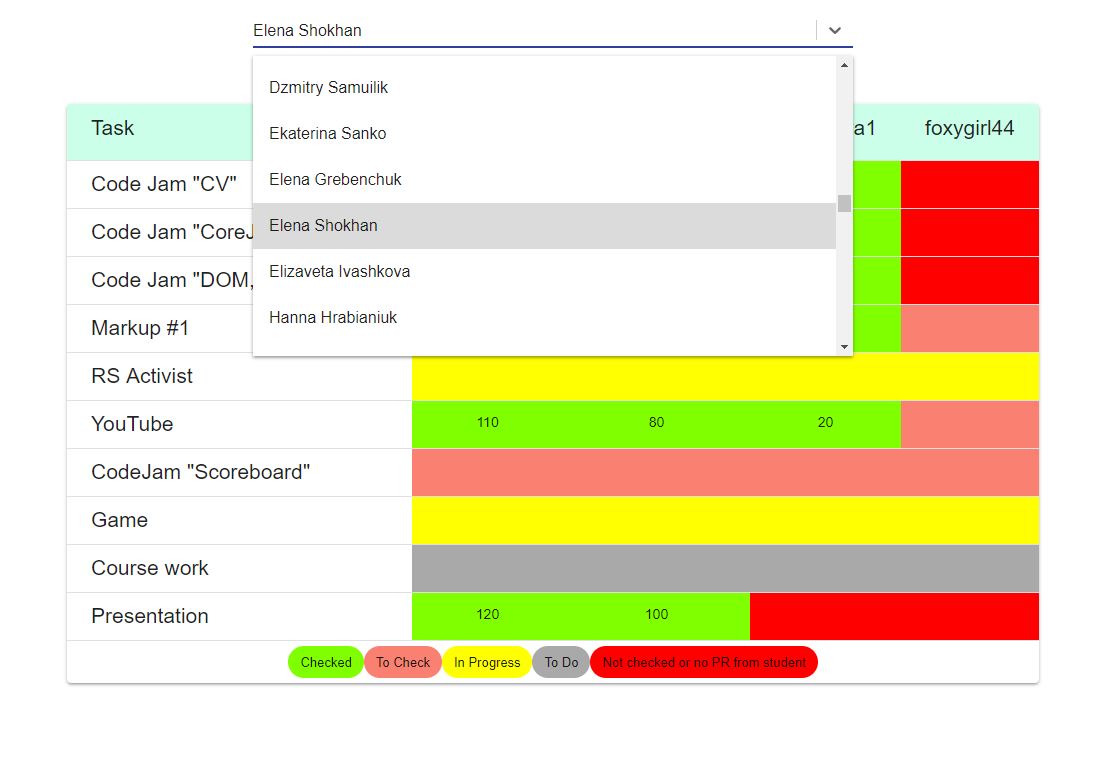 Elena Shokhan
Dzmitry Samuilik
Ekaterina Sanko
Elena Grebenchuk
Elena Shokhan
Elizaveta Ivashkova
Hanna Hrabianiuk
Task a1 foxygirl44
Code Jam "CV"
Code Jam "CoreJ
Code Jam "DOM,
Markup #1
RS Activist
YouTube 110 80 20
CodeJam "Scoreboard"
Game
Course work
Presentation 120 100
Checked To Check In Progress To Do Not checked or no PR from student